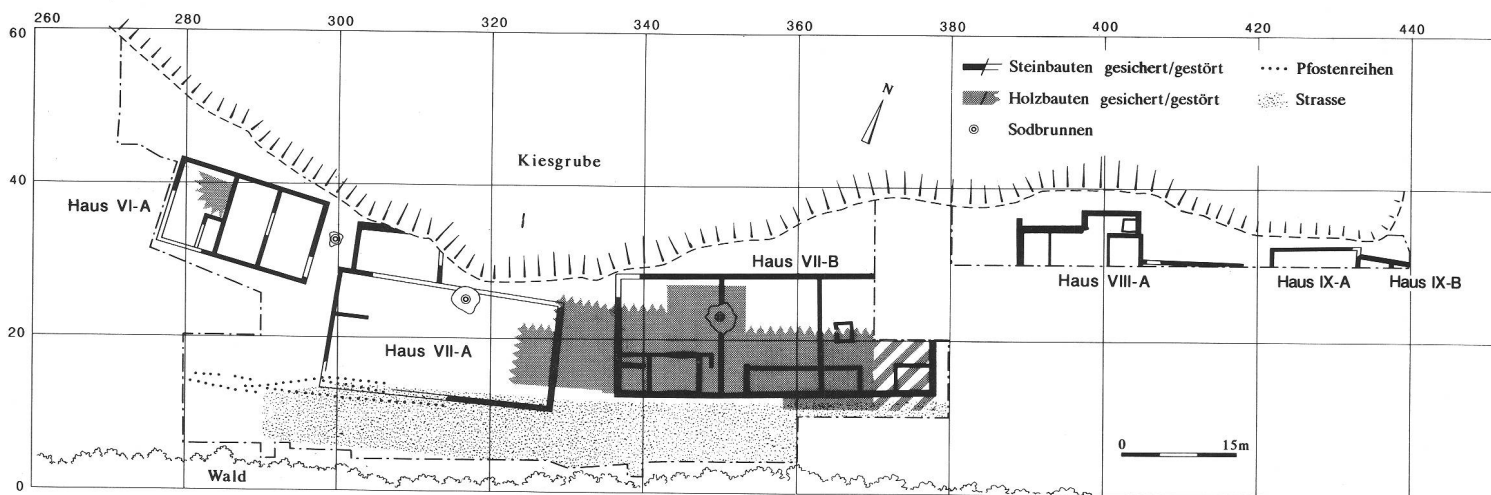 260 280 300 320 340 360 380 400 420 440
60
Steinbauten gesichert/gestört
Pfostenreihen
Holzbauten gesichert/gestört
Strasse
Sodbrunnen
N
Kiesgrube
40
Haus VI-A
Haus VII-B
Haus VIII-A
Haus IX-A
Haus IX-B
20
Haus VII-A
0 15m
Wald
0